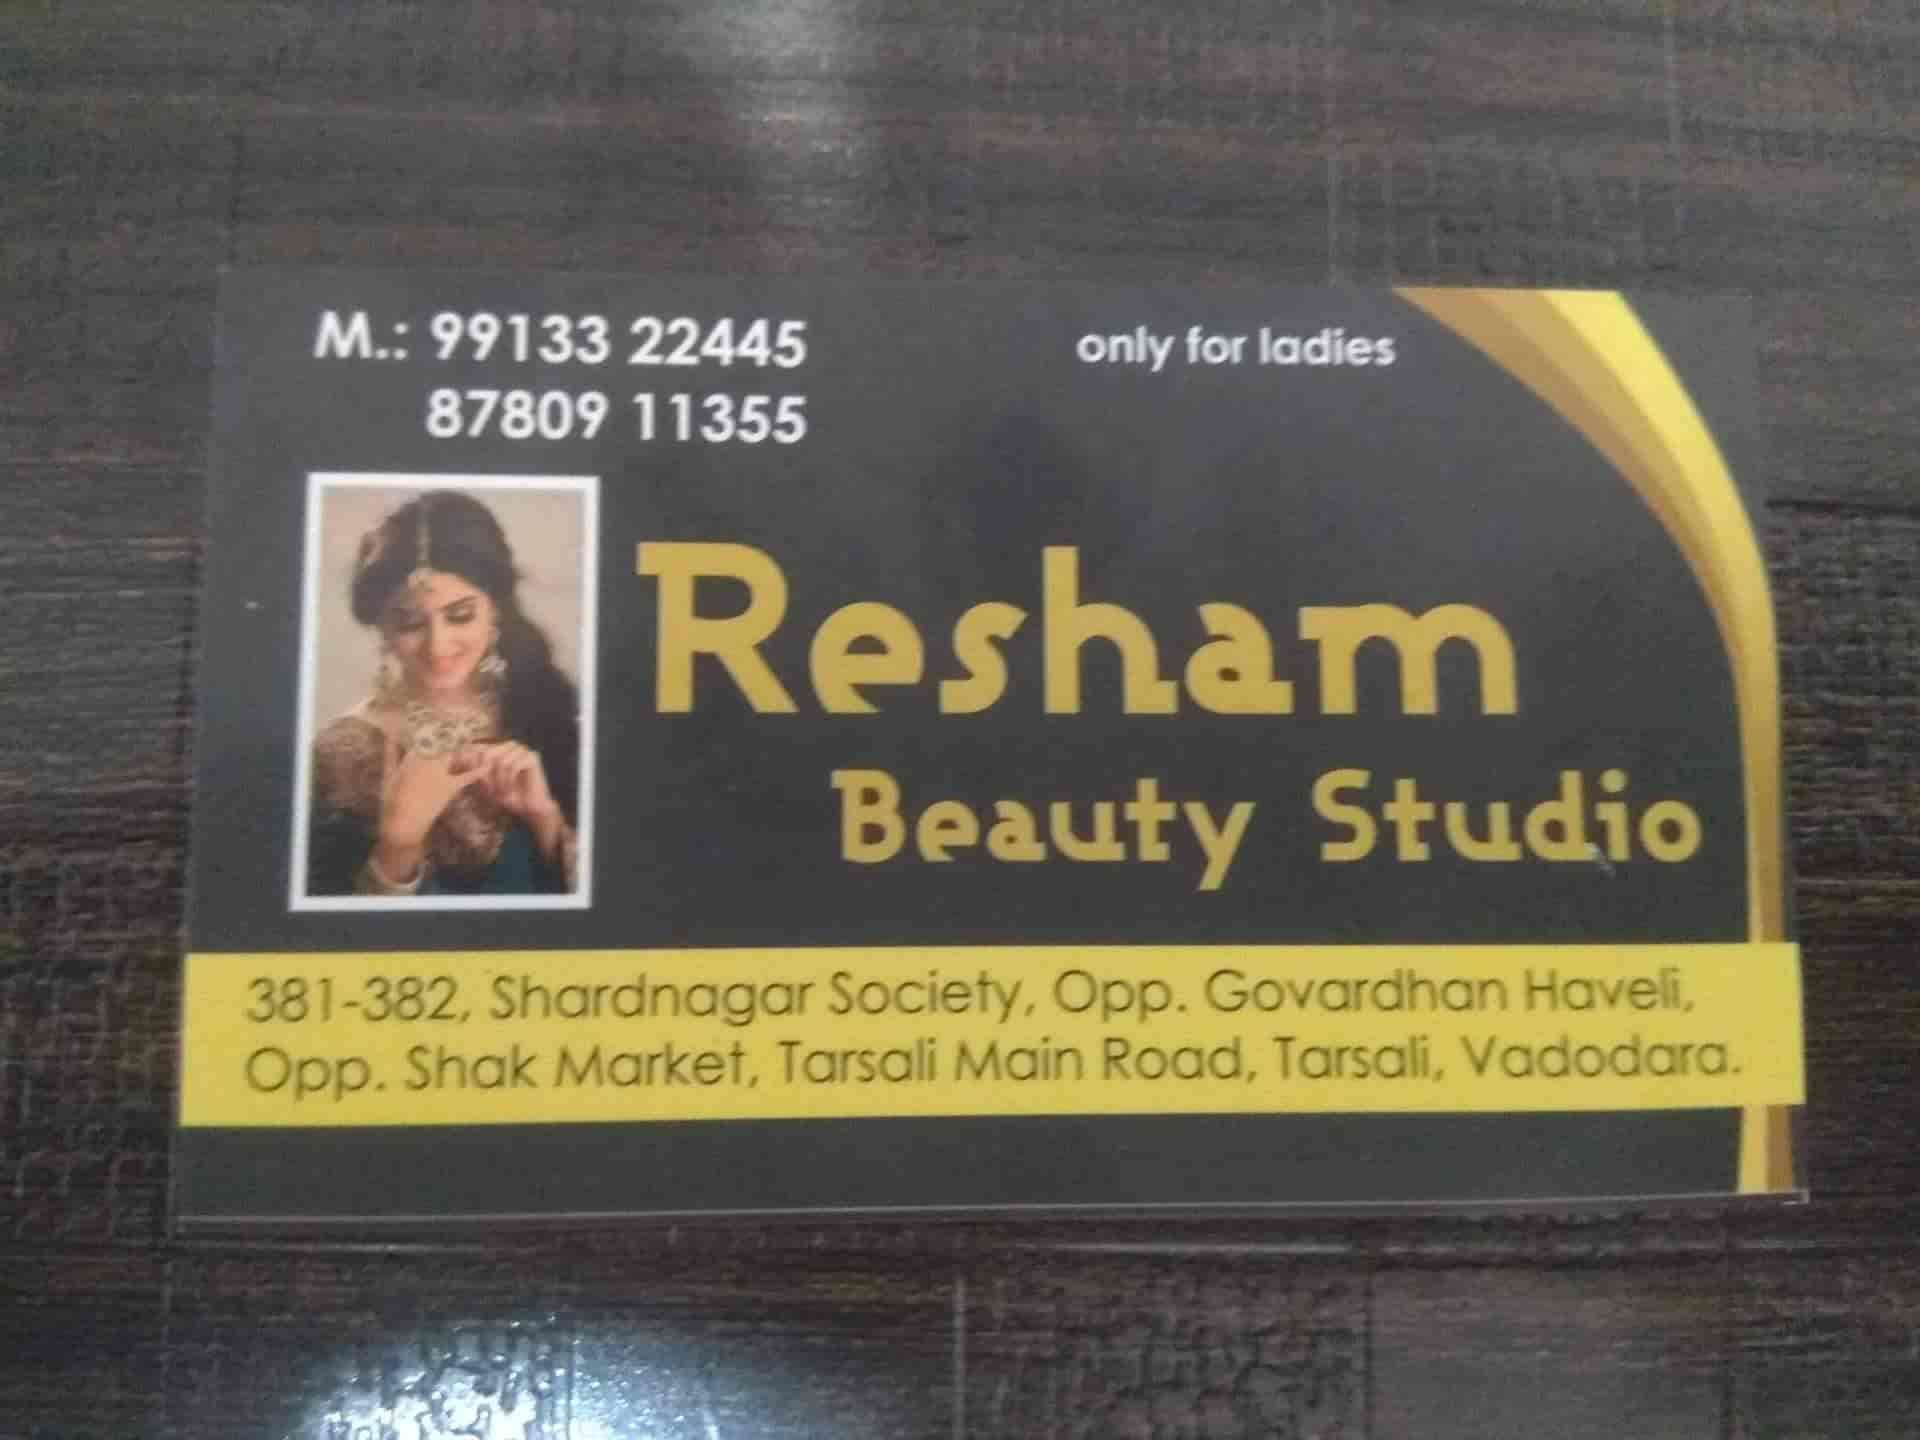 M.: 99133 22445
only for ladies
87809 11355
Resham
Beauty Studio
381-382, Shardnagar Society, Opp. Govardhan Haveli,
Opp. Shak Market, Tarsali Main Road, Tarsali, Vadodara.